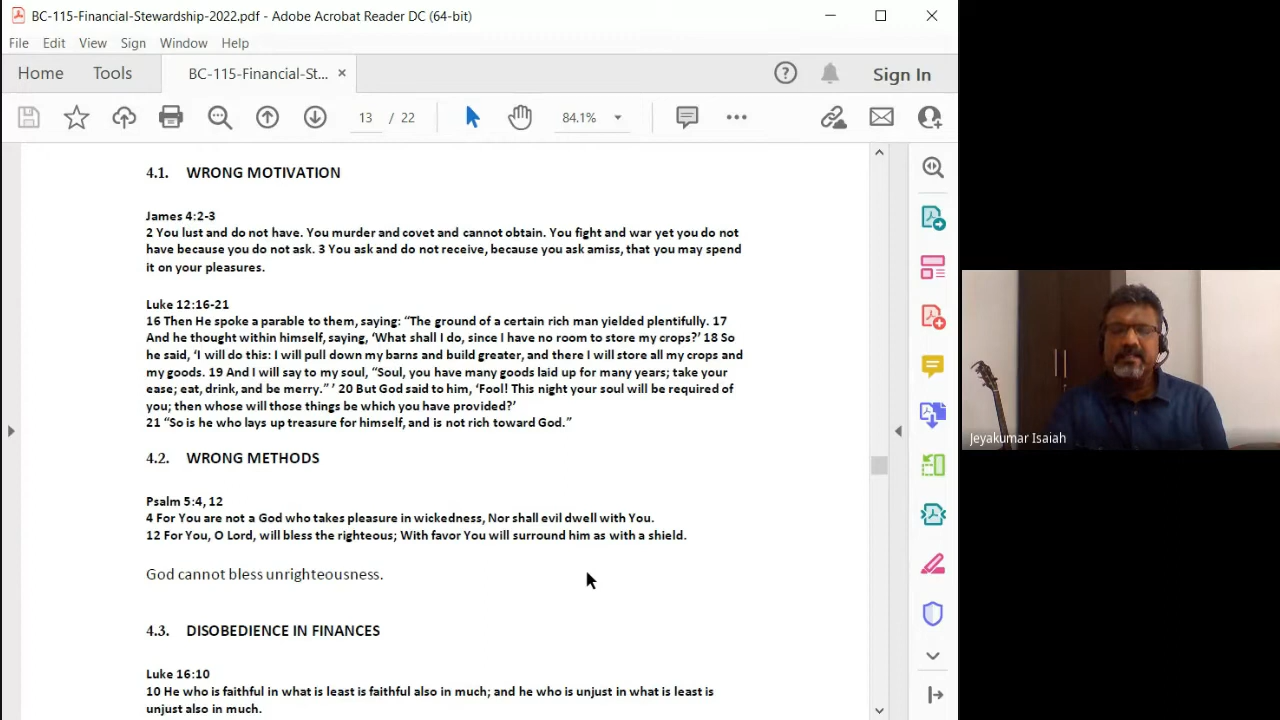 BC-115-Financial-Stewardship-2022.pdf - Adobe Acrobat Reader DC (64-bit)
File Edit View Sign Window Help
Home Tools BC-115-Financial-St... × Sign In
13 / 22 84.1%
4.1. WRONG MOTIVATION
James 4:2-3
2 You lust and do not have. You murder and covet and cannot obtain. You fight and war yet you do not
have because you do not ask. 3 You ask and do not receive, because you ask amiss, that you may spend
it on your pleasures.
Luke 12:16-21
16 Then He spoke a parable to them, saying: “The ground of a certain rich man yielded plentifully. 17
And he thought within himself, saying, ‘What shall I do, since I have no room to store my crops?’ 18 So
he said, ‘I will do this: I will pull down my barns and build greater, and there I will store all my crops and
my goods. 19 And I will say to my soul, “Soul, you have many goods laid up for many years; take your
ease; eat, drink, and be merry.” ’ 20 But God said to him, ‘Fool! This night your soul will be required of
you; then whose will those things be which you have provided?’
21 “So is he who lays up treasure for himself, and is not rich toward God.”
4.2. WRONG METHODS
Psalm 5:4, 12
4 For You are not a God who takes pleasure in wickedness, Nor shall evil dwell with You.
12 For You, O Lord, will bless the righteous; With favor You will surround him as with a shield.
God cannot bless unrighteousness.
4.3. DISOBEDIENCE IN FINANCES
Luke 16:10
10 He who is faithful in what is least is faithful also in much; and he who is unjust in what is least is
unjust also in much.
Jeyakumar Isaiah